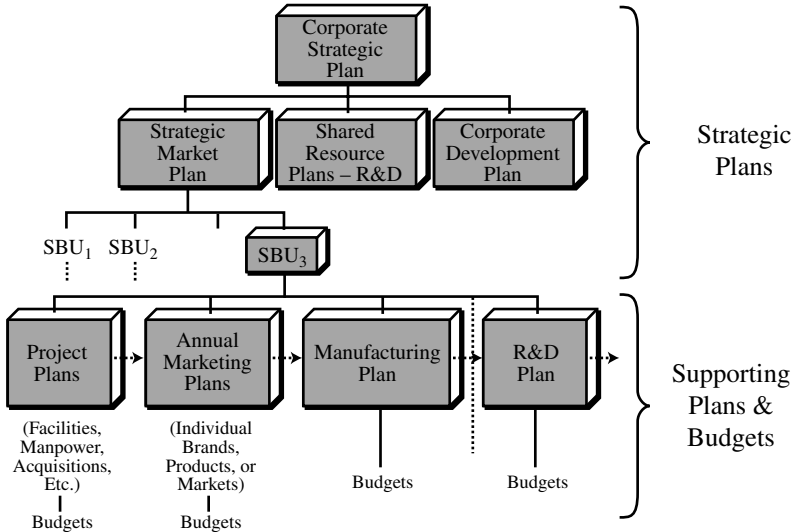 Corporate
Strategic
Plan
Strategic
Market
Plan
Shared
Resource
Plans – R&D
Corporate
Development
Plan
Strategic
Plans
SBU₁
SBU₂
SBU₃
Project
Plans
Annual
Marketing
Plans
Manufacturing
Plan
R&D
Plan
Supporting
Plans &
Budgets
(Facilities,
Manpower,
Acquisitions,
Etc.)
Budgets
(Individual
Brands,
Products, or
Markets)
Budgets
Budgets
Budgets